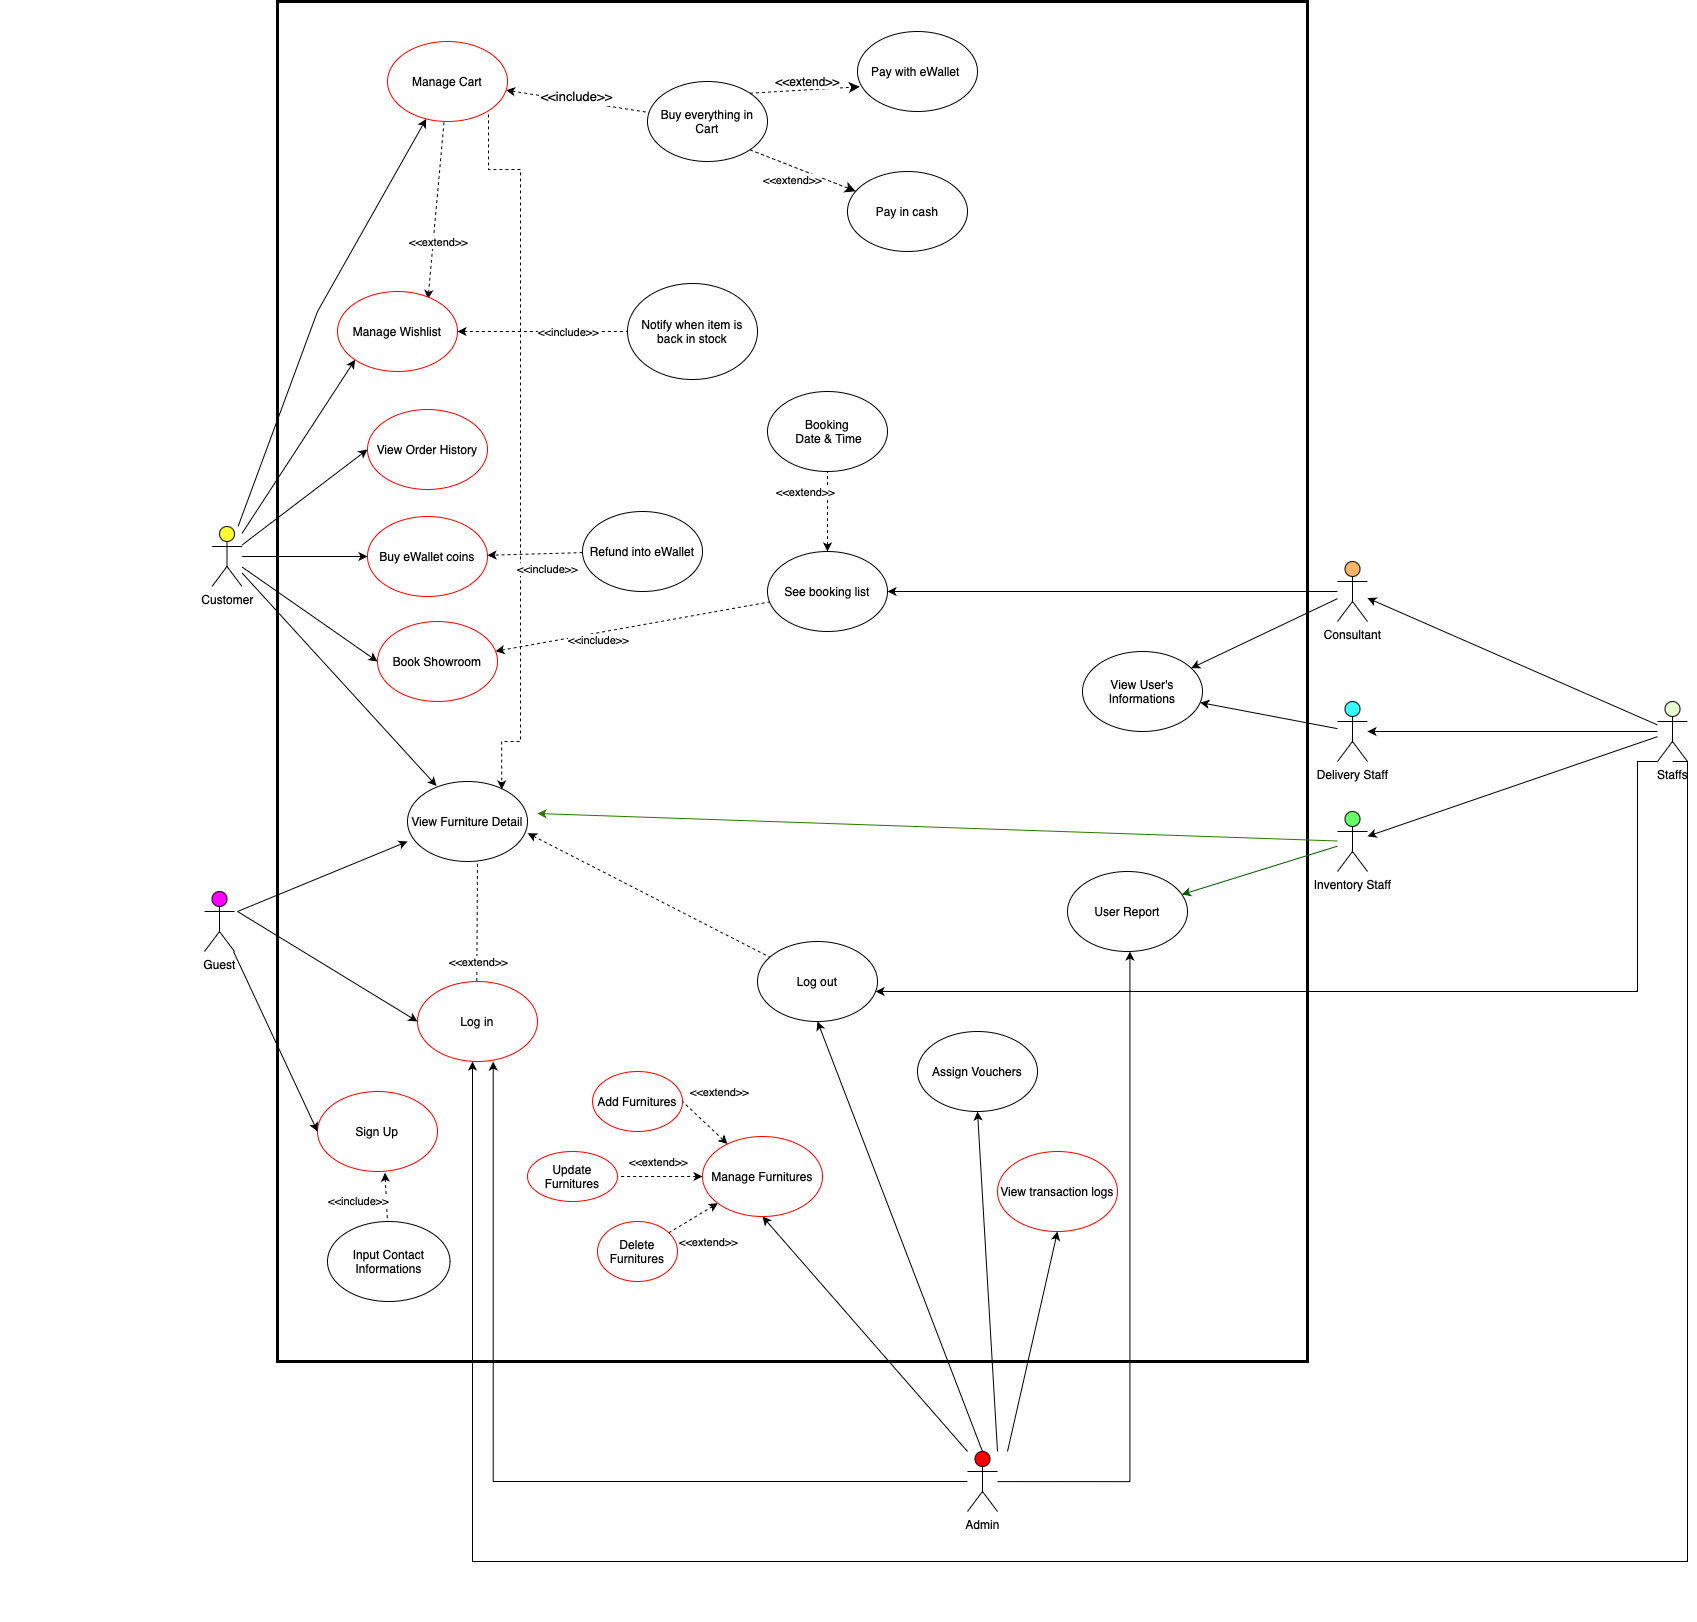 Manage Cart
<<include>>
Buy everything in
Cart
<<extend>>
Pay with eWallet
<<extend>>
Pay in cash
<<extend>>
Manage Wishlist
<<include>>
Notify when item is
back in stock
View Order History
Booking
Date & Time
<<extend>>
Buy eWallet coins
Refund into eWallet
<<include>>
See booking list
Customer
Book Showroom
<<include>>
Consultant
View User's
Informations
Delivery Staff
Staffs
View Furniture Detail
Inventory Staff
User Report
Guest
<<extend>>
Log out
Log in
Assign Vouchers
Add Furnitures
<<extend>>
Sign Up
Update
Furnitures
<<extend>>
Manage Furnitures
View transaction logs
<<include>>
Delete
Furnitures
<<extend>>
Input Contact
Informations
Admin